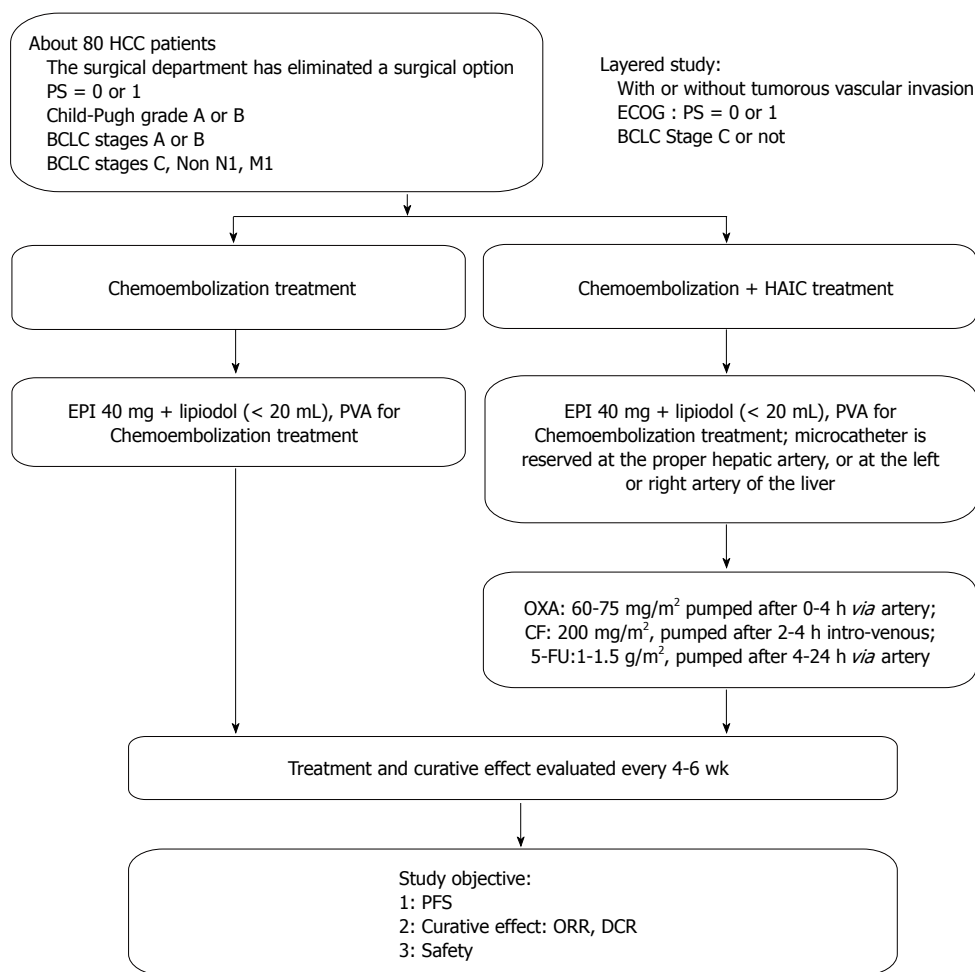 About 80 HCC patients
The surgical department has eliminated a surgical option
PS = 0 or 1
Child-Pugh grade A or B
BCLC stages A or B
BCLC stages C, Non N1, M1
Layered study:
With or without tumorous vascular invasion
ECOG : PS = 0 or 1
BCLC Stage C or not
Chemoembolization treatment
Chemoembolization + HAIC treatment
EPI 40 mg + lipiodol (< 20 mL), PVA for
Chemoembolization treatment
EPI 40 mg + lipiodol (< 20 mL), PVA for
Chemoembolization treatment; microcatheter is
reserved at the proper hepatic artery, or at the left
or right artery of the liver
OXA: 60-75 mg/m² pumped after 0-4 h via artery;
CF: 200 mg/m², pumped after 2-4 h intro-venous;
5-FU:1-1.5 g/m², pumped after 4-24 h via artery
Treatment and curative effect evaluated every 4-6 wk
Study objective:
1: PFS
2: Curative effect: ORR, DCR
3: Safety